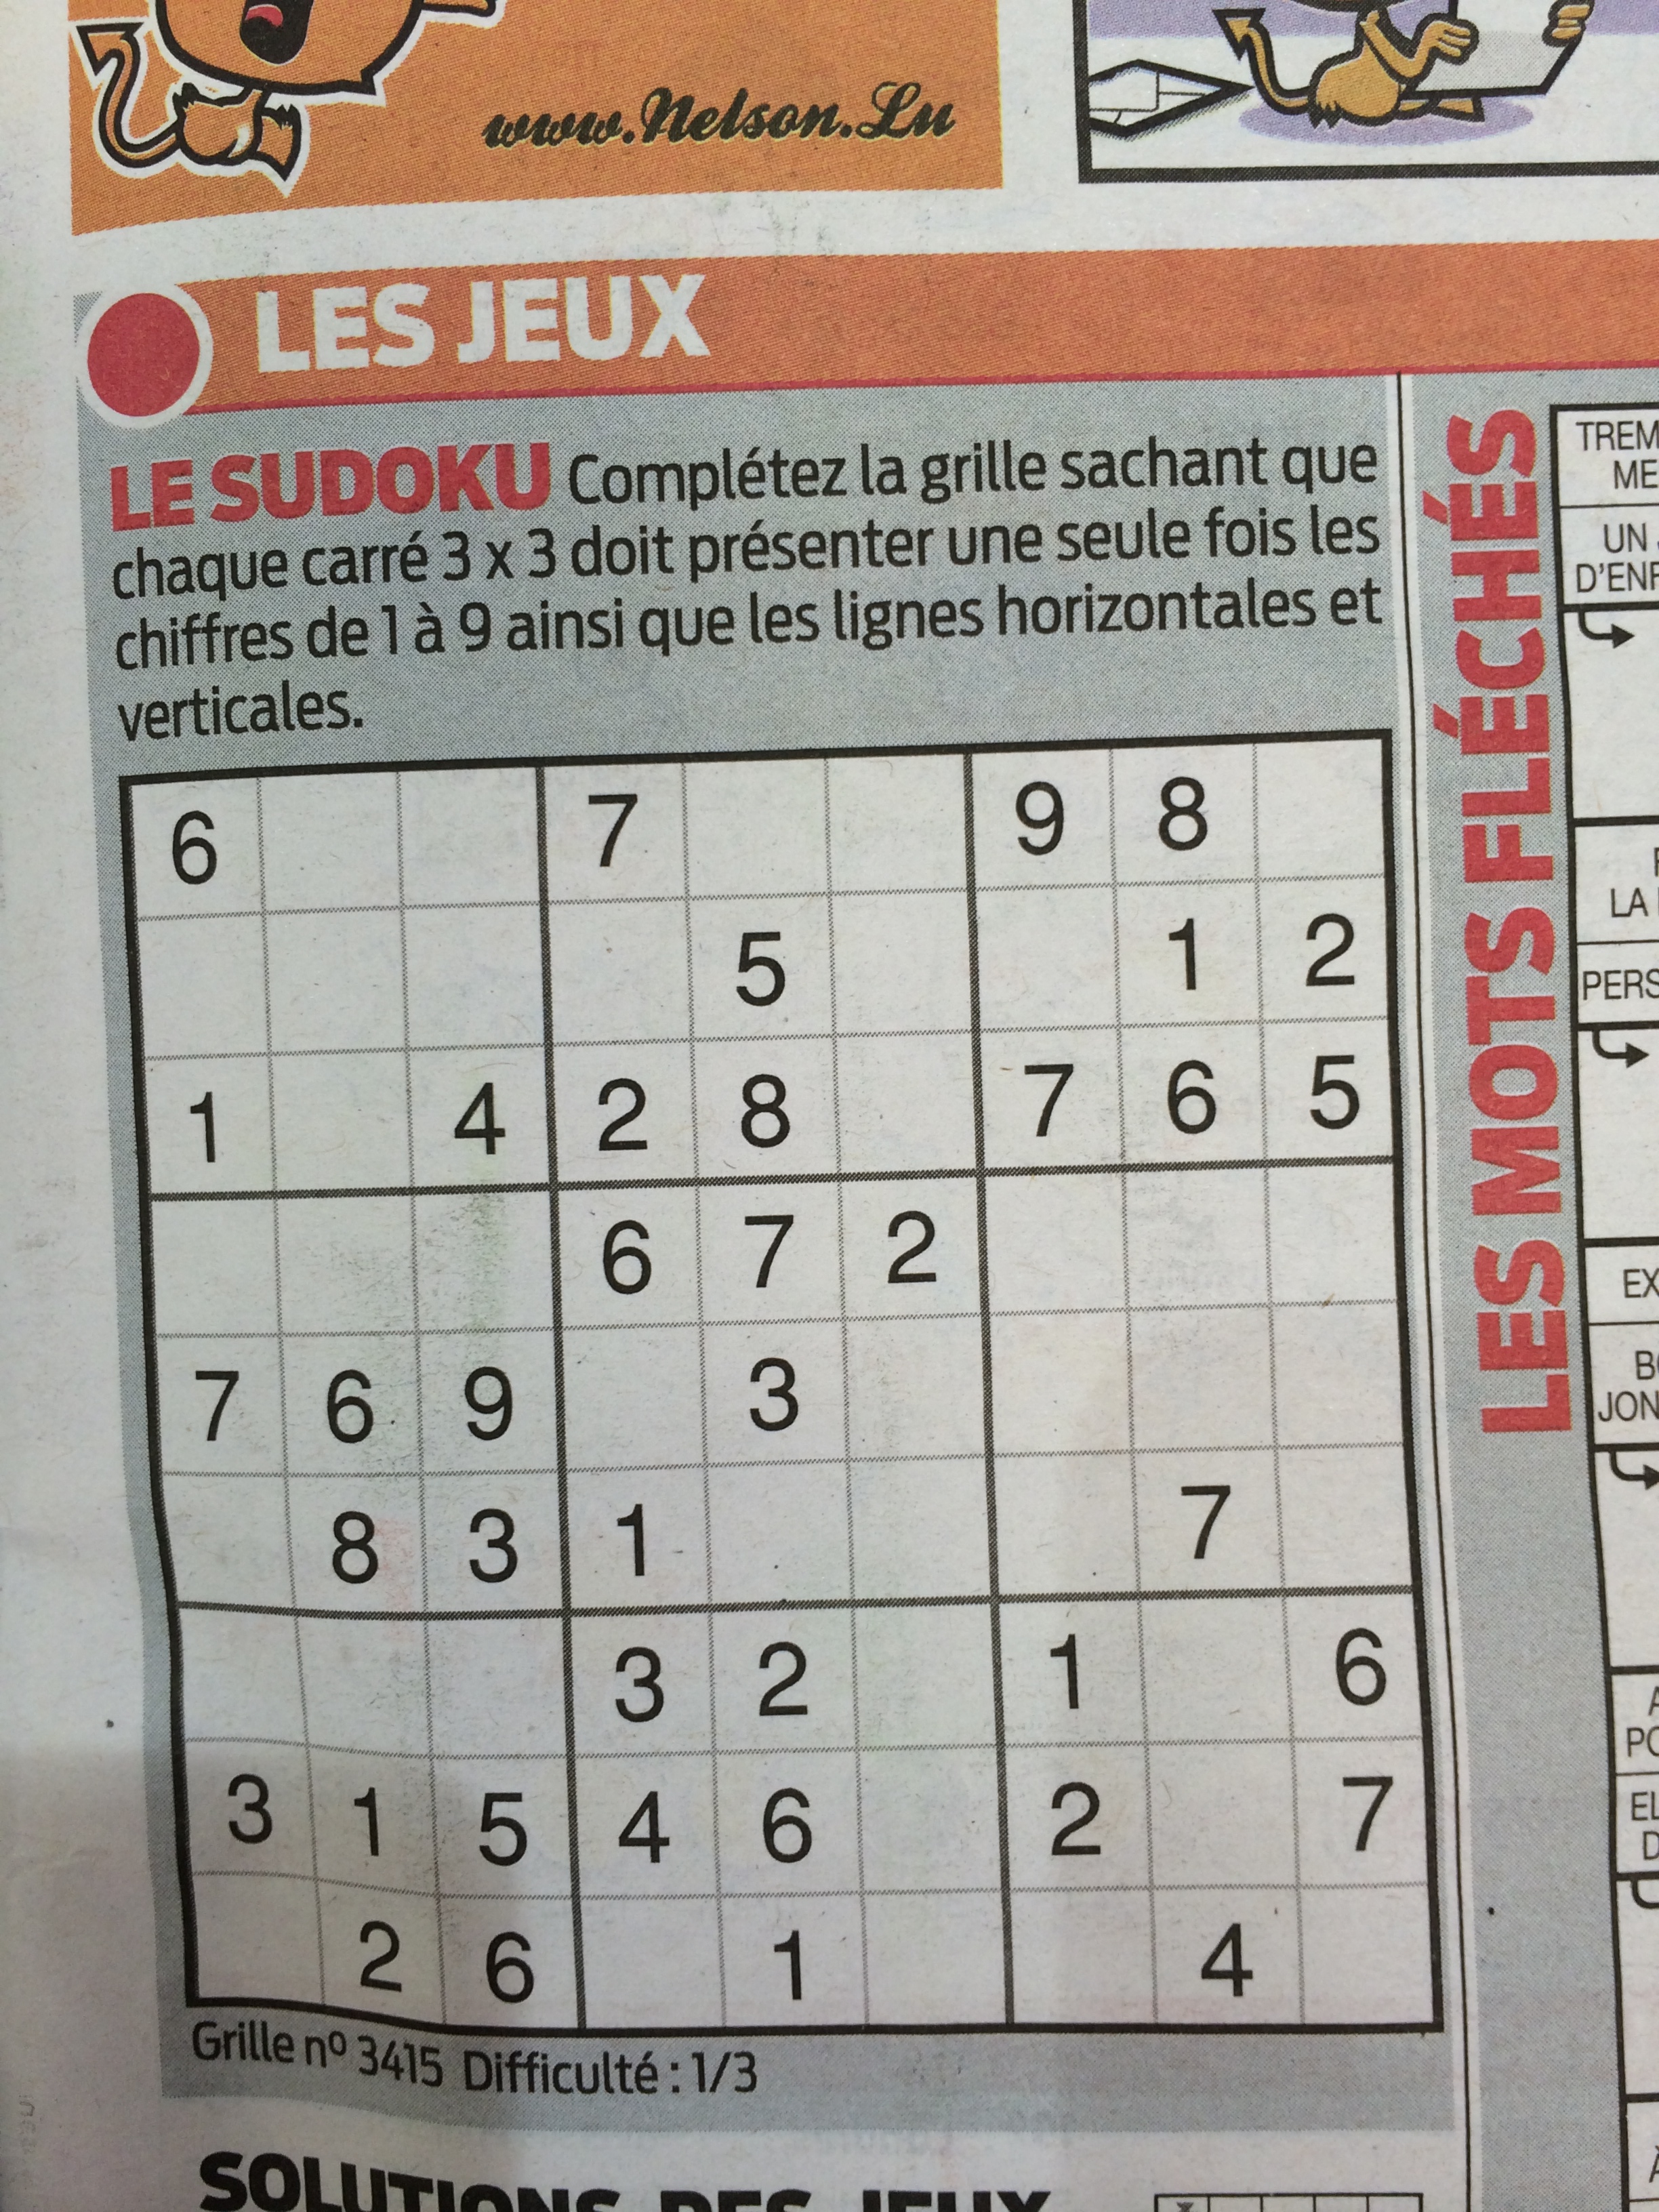 www.Nelson.Lu
LES JEUX
LE SUDOKU Complétez la grille sachant que
chaque carré 3 x 3 doit présenter une seule fois les
chiffres de 1 à 9 ainsi que les lignes horizontales et
verticales.
6 7 9 8
5 1 2
1 4 2 8 7 6 5
6 7 2
7 6 9 3
8 3 1 7
3 2 1 6
3 1 5 4 6 2 7
2 6 1 4
Grille nº 3415 Difficulté : 1/3
SOLUTIONS DES JEUX
LES MOTS FLÉCHÉS
TREM
ME
UN
D'ENF
LA
PERS
EX
JON